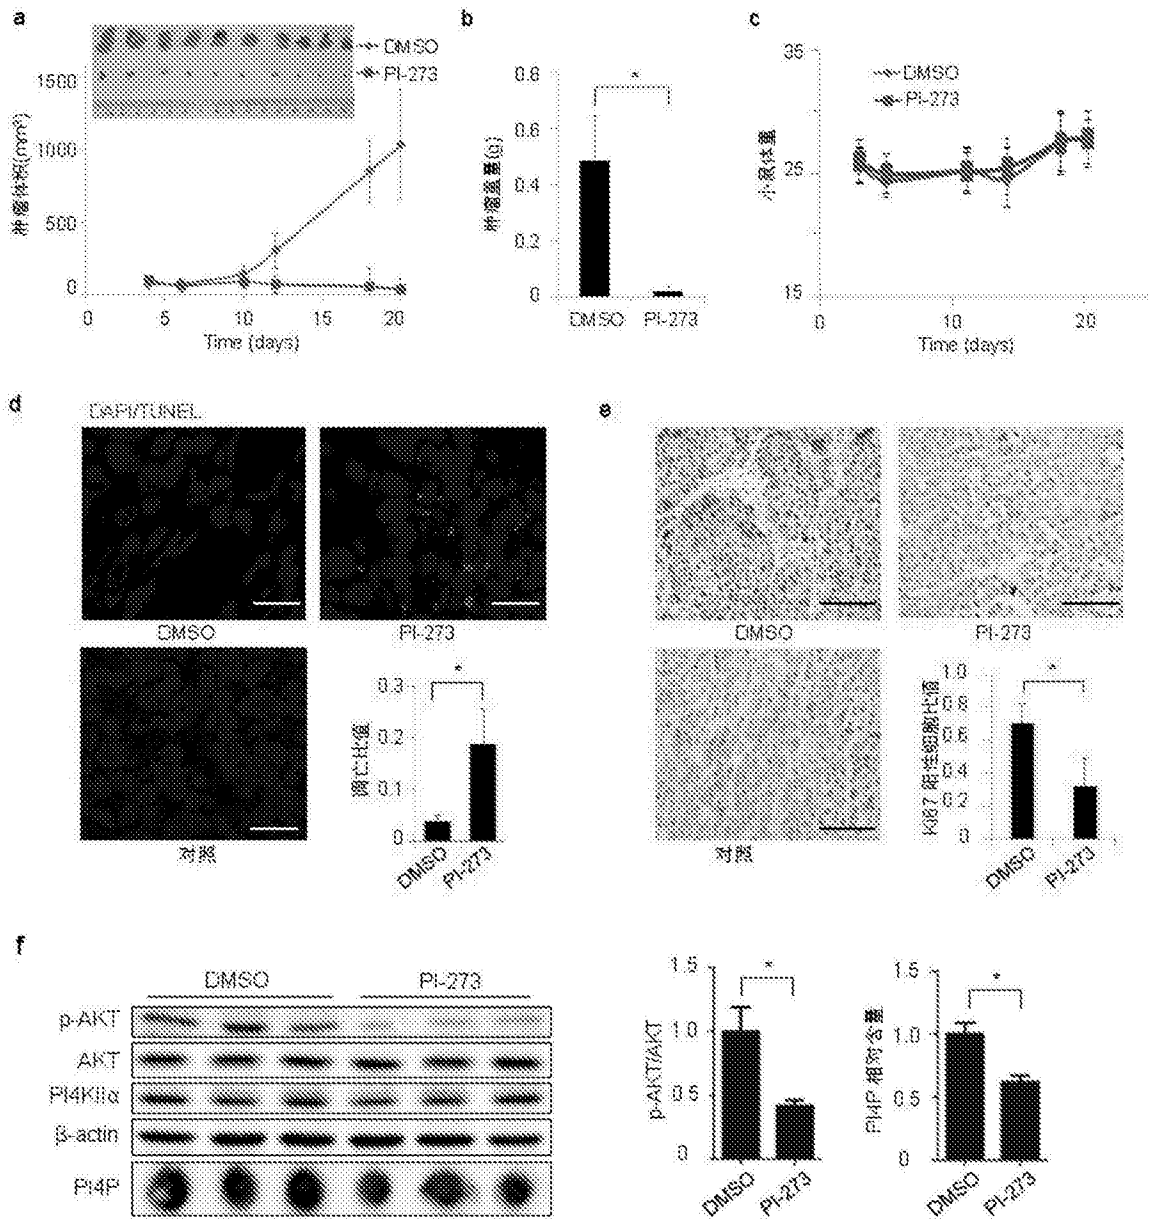 a
DMSO
PI-273
1500
1000
500
0
肿瘤体积(mm³)
0 5 10 15 20
Time (days)
b
0.8
0.6
0.4
0.2
0
肿瘤重量(g)
*
DMSO PI-273
c
35
25
15
小鼠体重
DMSO
PI-273
0 10 20
Time (days)
d
DAPI/TUNEL
DMSO PI-273
对照
0.3
0.2
0.1
0
凋亡比值
*
DMSO PI-273
e
DMSO PI-273
对照
1.0
0.8
0.6
0.4
0.2
0
Ki67 阳性细胞比值
*
DMSO PI-273
f
DMSO PI-273
p-AKT
AKT
PI4KIIα
β-actin
PI4P
1.5
1.0
0.5
0
p-AKT/AKT
*
DMSO PI-273
1.5
1.0
0.5
0
PI4P 相对含量
*
DMSO PI-273